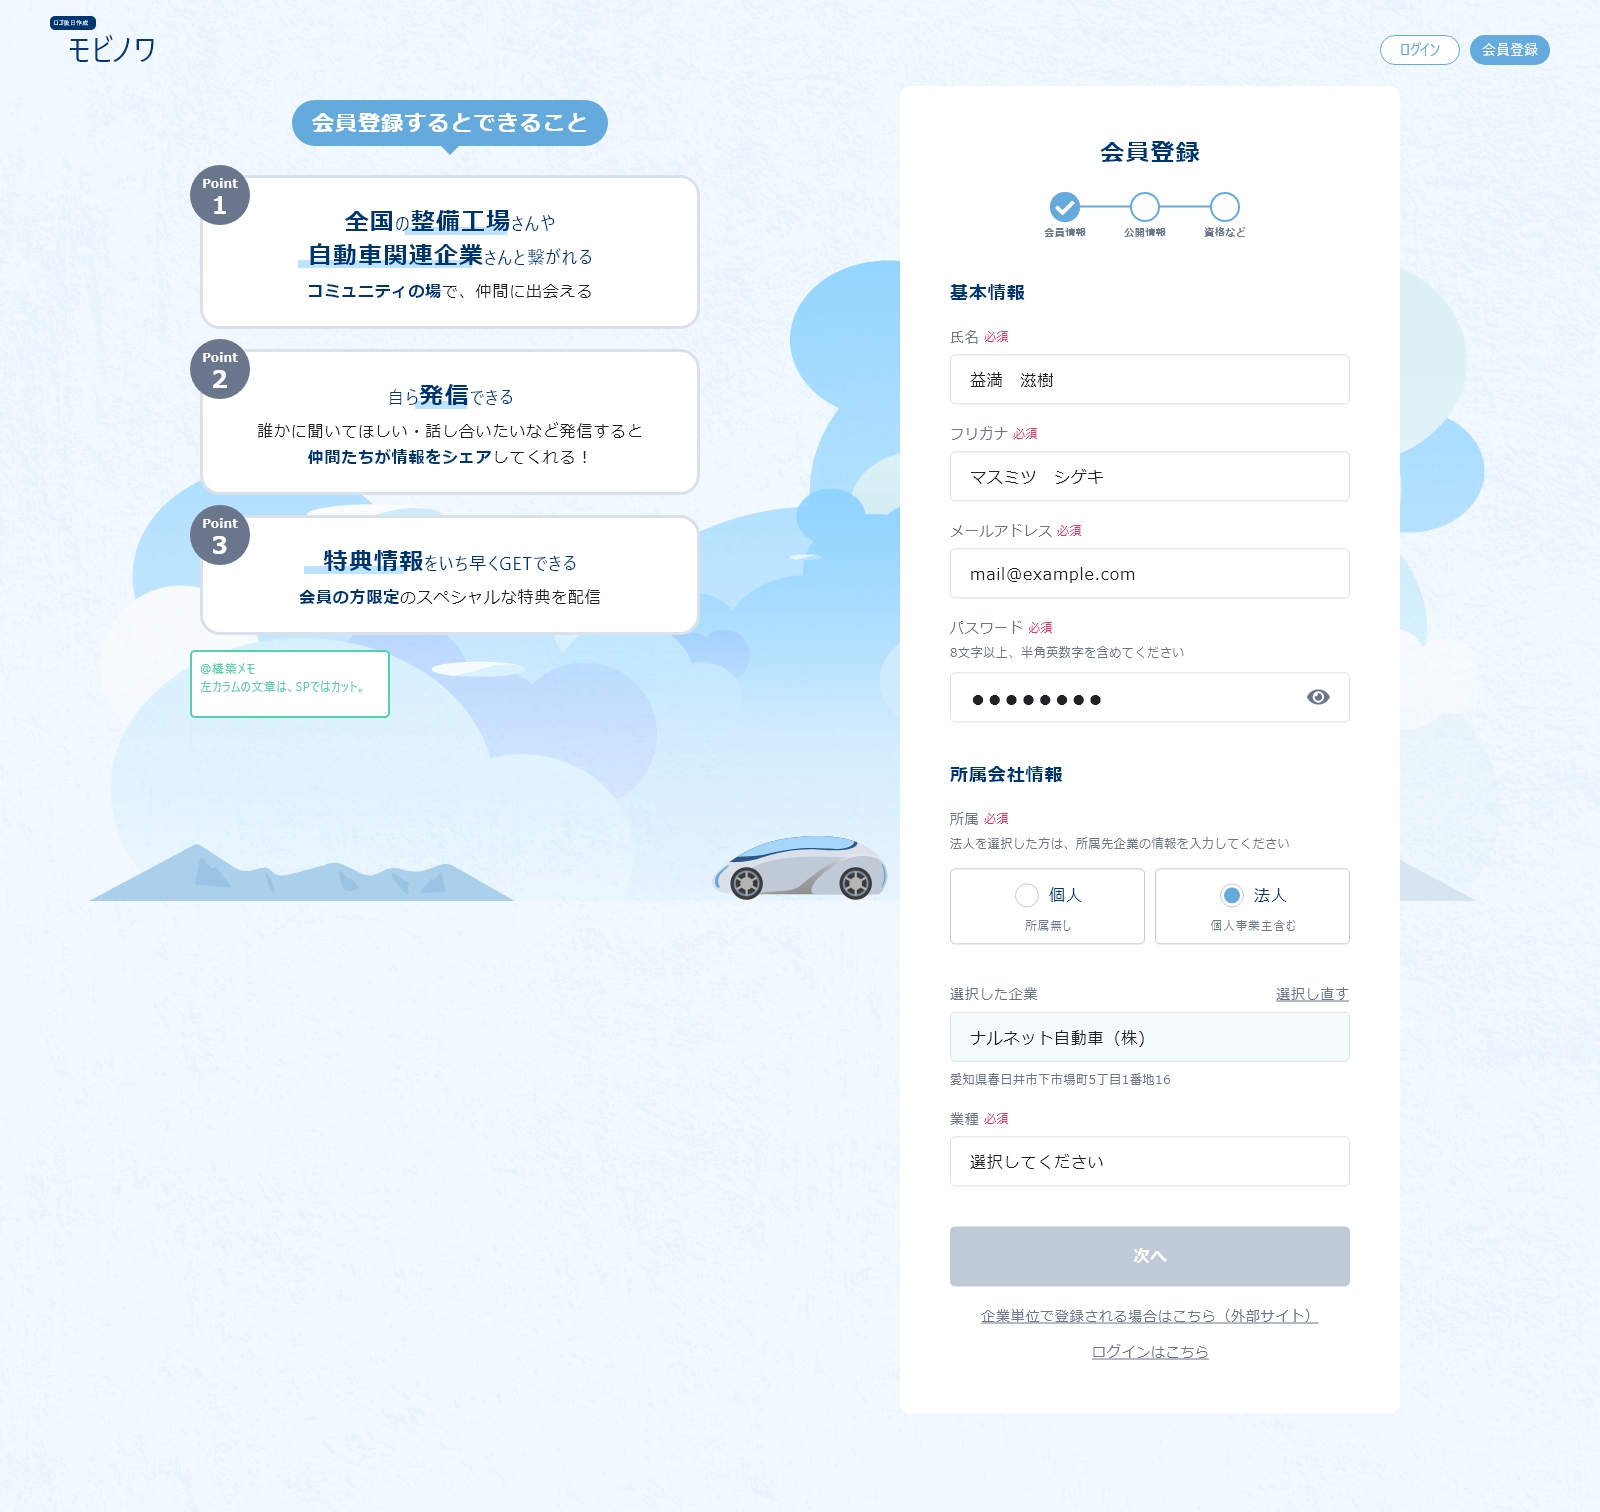 ロゴ後日作成
モビノワ
ログイン
会員登録
会員登録するとできること
Point
1
全国の整備工場さんや
自動車関連企業さんと繋がれる
コミュニティの場で、仲間に出会える
Point
2
自ら発信できる
誰かに聞いてほしい・話し合いたいなど発信すると
仲間たちが情報をシェアしてくれる！
Point
3
特典情報をいち早くGETできる
会員の方限定のスペシャルな特典を配信
@構築メモ
左カラムの文章は、SPではカット。
会員登録
会員情報
公開情報
資格など
基本情報
氏名 必須
益満　滋樹
フリガナ 必須
マスミツ　シゲキ
メールアドレス 必須
mail@example.com
パスワード 必須
8文字以上、半角英数字を含めてください
●●●●●●●●
所属会社情報
所属 必須
法人を選択した方は、所属先企業の情報を入力してください
個人
所属無し
法人
個人事業主含む
選択した企業
選択し直す
ナルネット自動車（株）
愛知県春日井市下市場町5丁目1番地16
業種 必須
選択してください
次へ
企業単位で登録される場合はこちら（外部サイト）
ログインはこちら